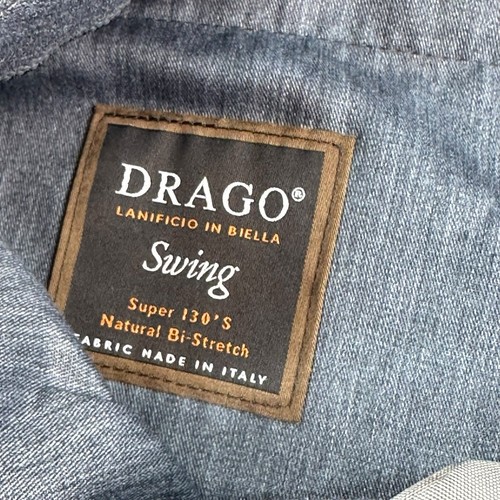 DRAGO®
LANIFICIO IN BIELLA
Swing
Super 130'S
Natural Bi-Stretch
FABRIC MADE IN ITALY